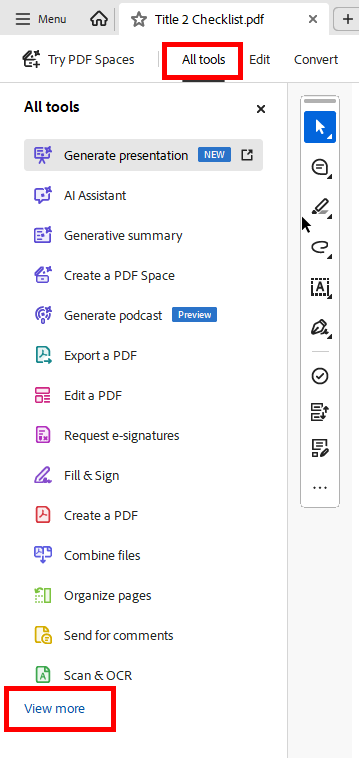 Menu
Title 2 Checklist.pdf
Try PDF Spaces
All tools
Edit
Convert
All tools
Generate presentation NEW
AI Assistant
Generative summary
Create a PDF Space
Generate podcast Preview
Export a PDF
Edit a PDF
Request e-signatures
Fill & Sign
Create a PDF
Combine files
Organize pages
Send for comments
Scan & OCR
View more